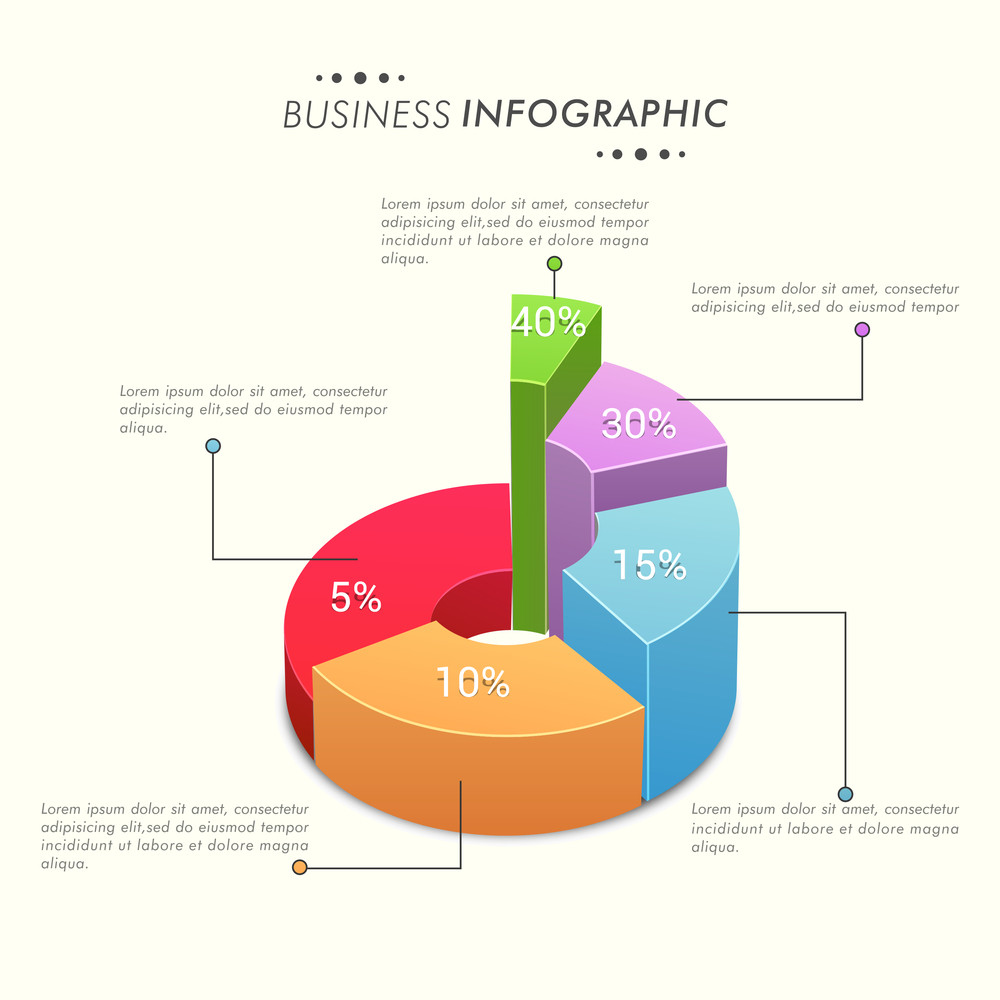 BUSINESS INFOGRAPHIC
Lorem ipsum dolor sit amet, consectetur
adipisicing elit,sed do eiusmod tempor
incididunt ut labore et dolore magna
aliqua.
Lorem ipsum dolor sit amet, consectetur
adipisicing elit,sed do eiusmod tempor
40%
30%
Lorem ipsum dolor sit amet, consectetur
adipisicing elit,sed do eiusmod tempor
aliqua.
15%
5%
10%
Lorem ipsum dolor sit amet, consectetur
adipisicing elit,sed do eiusmod tempor
incididunt ut labore et dolore magna
aliqua.
Lorem ipsum dolor sit amet, consectetur
incididunt ut labore et dolore magna
aliqua.